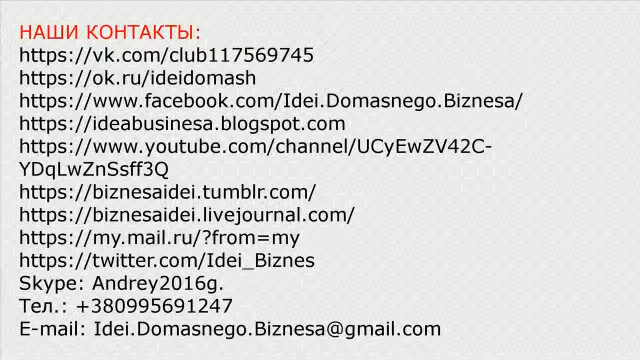 НАШИ КОНТАКТЫ:
https://vk.com/club117569745
https://ok.ru/ideidomash
https://www.facebook.com/Idei.Domasnego.Biznesa/
https://ideabusinesa.blogspot.com
https://www.youtube.com/channel/UCyEwZV42C-
YDqLwZnSsff3Q
https://biznesaidei.tumblr.com/
https://biznesaidei.livejournal.com/
https://my.mail.ru/?from=my
https://twitter.com/Idei_Biznes
Skype: Andrey2016g.
Тел.: +380995691247
E-mail: Idei.Domasnego.Biznesa@gmail.com